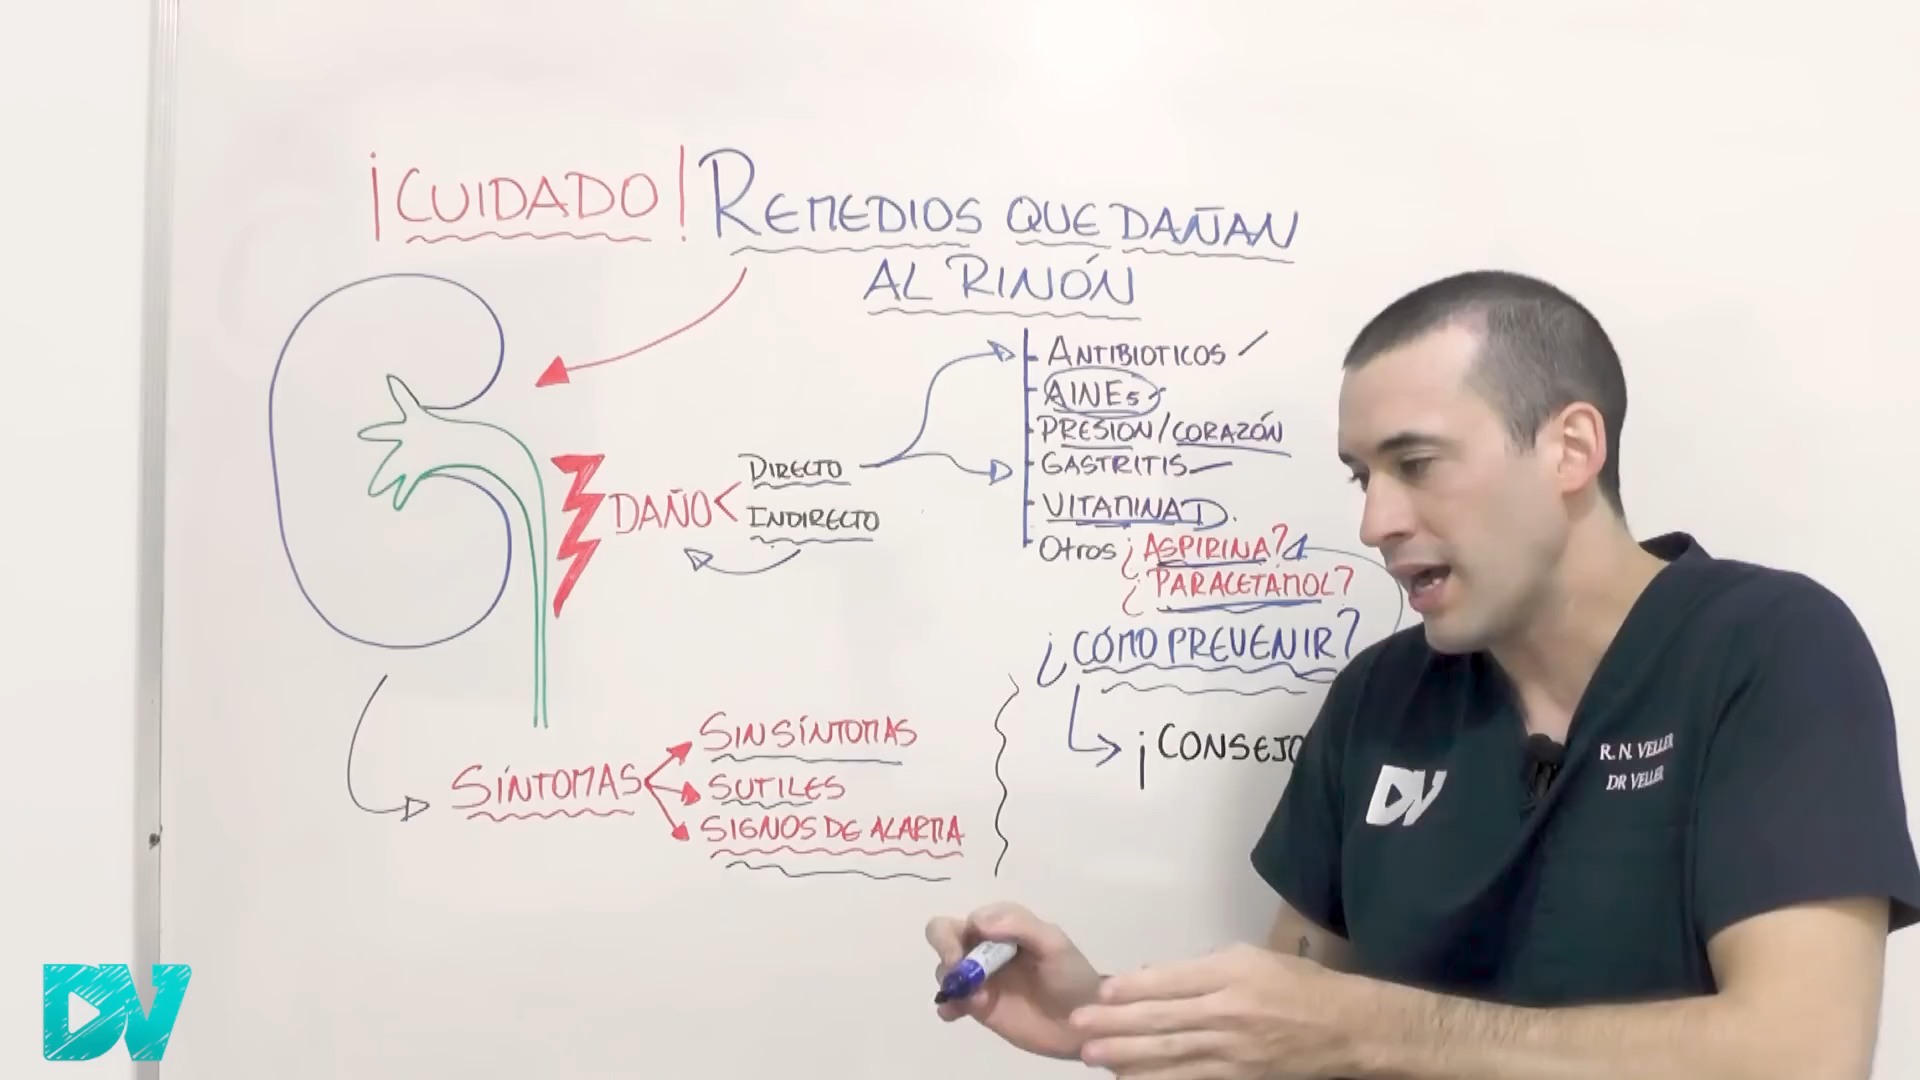 ¡CUIDADO! REMEDIOS QUE DAÑAN
AL RIÑÓN
ANTIBIOTICOS
AINEs
PRESION/CORAZÓN
GASTRITIS
VITAMINA D.
Otros ¿ASPIRINA?
¿PARACETAMOL?
DAÑO
DIRECTO
INDIRECTO
¿CÓMO PREVENIR?
¡CONSEJO
SÍNTOMAS
SIN SÍNTOMAS
SUTILES
SIGNOS DE ALARMA
R. N. VELLER
DR VELLER
DV
DV